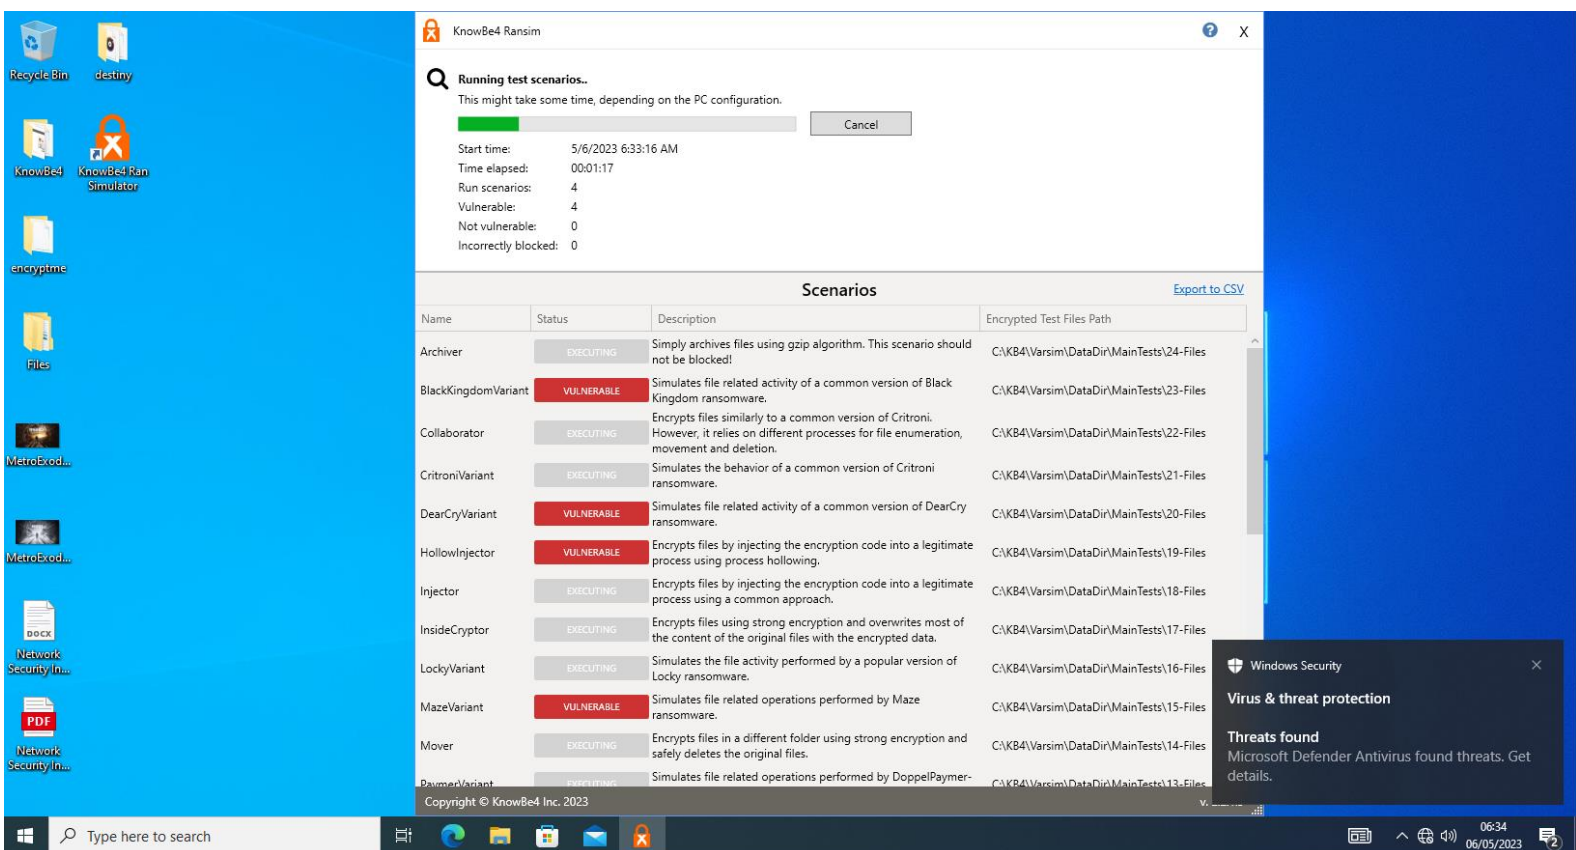 KnowBe4 Ransim
X
Running test scenarios..
This might take some time, depending on the PC configuration.
Cancel
Start time: 5/6/2023 6:33:16 AM
Time elapsed: 00:01:17
Run scenarios: 4
Vulnerable: 4
Not vulnerable: 0
Incorrectly blocked: 0
Scenarios
Export to CSV
Name Status Description Encrypted Test Files Path
Archiver EXECUTING Simply archives files using gzip algorithm. This scenario should
not be blocked!
C:\KB4\Varsim\DataDir\MainTests\24-Files
BlackKingdomVariant VULNERABLE Simulates file related activity of a common version of Black
Kingdom ransomware.
C:\KB4\Varsim\DataDir\MainTests\23-Files
Collaborator EXECUTING Encrypts files similarly to a common version of Critroni.
However, it relies on different processes for file enumeration,
movement and deletion.
C:\KB4\Varsim\DataDir\MainTests\22-Files
CritroniVariant EXECUTING Simulates the behavior of a common version of Critroni
ransomware.
C:\KB4\Varsim\DataDir\MainTests\21-Files
DearCryVariant VULNERABLE Simulates file related activity of a common version of DearCry
ransomware.
C:\KB4\Varsim\DataDir\MainTests\20-Files
HollowInjector VULNERABLE Encrypts files by injecting the encryption code into a legitimate
process using process hollowing.
C:\KB4\Varsim\DataDir\MainTests\19-Files
Injector EXECUTING Encrypts files by injecting the encryption code into a legitimate
process using a common approach.
C:\KB4\Varsim\DataDir\MainTests\18-Files
InsideCryptor EXECUTING Encrypts files using strong encryption and overwrites most of
the content of the original files with the encrypted data.
C:\KB4\Varsim\DataDir\MainTests\17-Files
LockyVariant EXECUTING Simulates the file activity performed by a popular version of
Locky ransomware.
C:\KB4\Varsim\DataDir\MainTests\16-Files
MazeVariant VULNERABLE Simulates file related operations performed by Maze
ransomware.
C:\KB4\Varsim\DataDir\MainTests\15-Files
Mover EXECUTING Encrypts files in a different folder using strong encryption and
safely deletes the original files.
C:\KB4\Varsim\DataDir\MainTests\14-Files
PaymerVariant EXECUTING Simulates file related operations performed by DoppelPaymer-
C:\KB4\Varsim\DataDir\MainTests\13-Files
Copyright © KnowBe4 Inc. 2023
v.
Recycle Bin
destiny
KnowBe4
KnowBe4 Ran
Simulator
encryptme
Files
MetroExod...
MetroExod...
DOCX
Network
Security In...
PDF
Network
Security In...
Windows Security
Virus & threat protection
Threats found
Microsoft Defender Antivirus found threats. Get
details.
Type here to search
06:34
06/05/2023
2